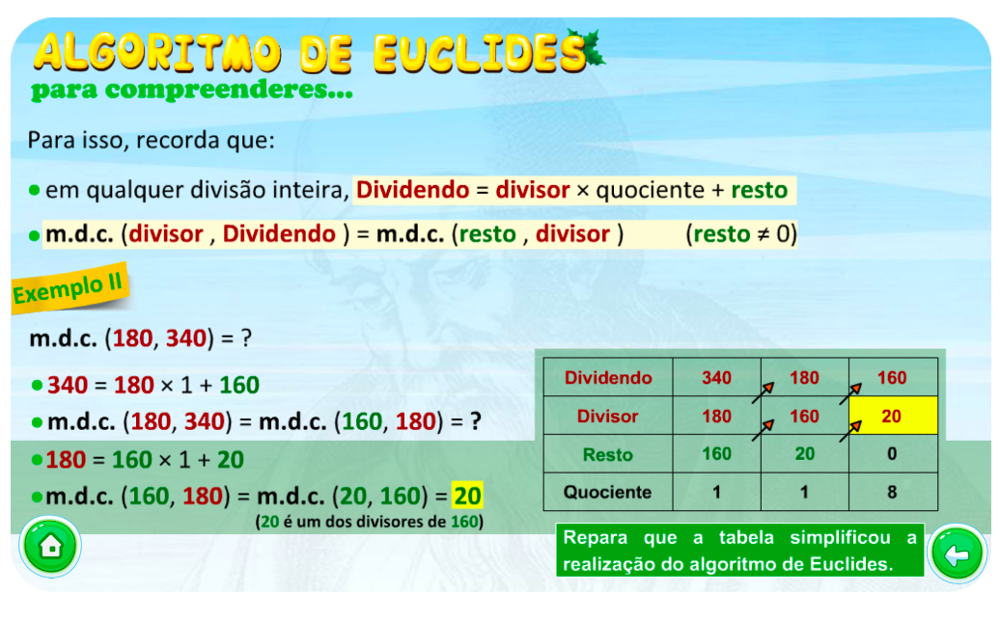 ALGORITMO DE EUCLIDES
para compreenderes...
Para isso, recorda que:
● em qualquer divisão inteira, Dividendo = divisor × quociente + resto
● m.d.c. (divisor , Dividendo ) = m.d.c. (resto , divisor ) (resto ≠ 0)
Exemplo II
m.d.c. (180, 340) = ?
● 340 = 180 × 1 + 160
● m.d.c. (180, 340) = m.d.c. (160, 180) = ?
● 180 = 160 × 1 + 20
● m.d.c. (160, 180) = m.d.c. (20, 160) = 20
(20 é um dos divisores de 160)
Dividendo 340 180 160
Divisor 180 160 20
Resto 160 20 0
Quociente 1 1 8
Repara que a tabela simplificou a
realização do algoritmo de Euclides.